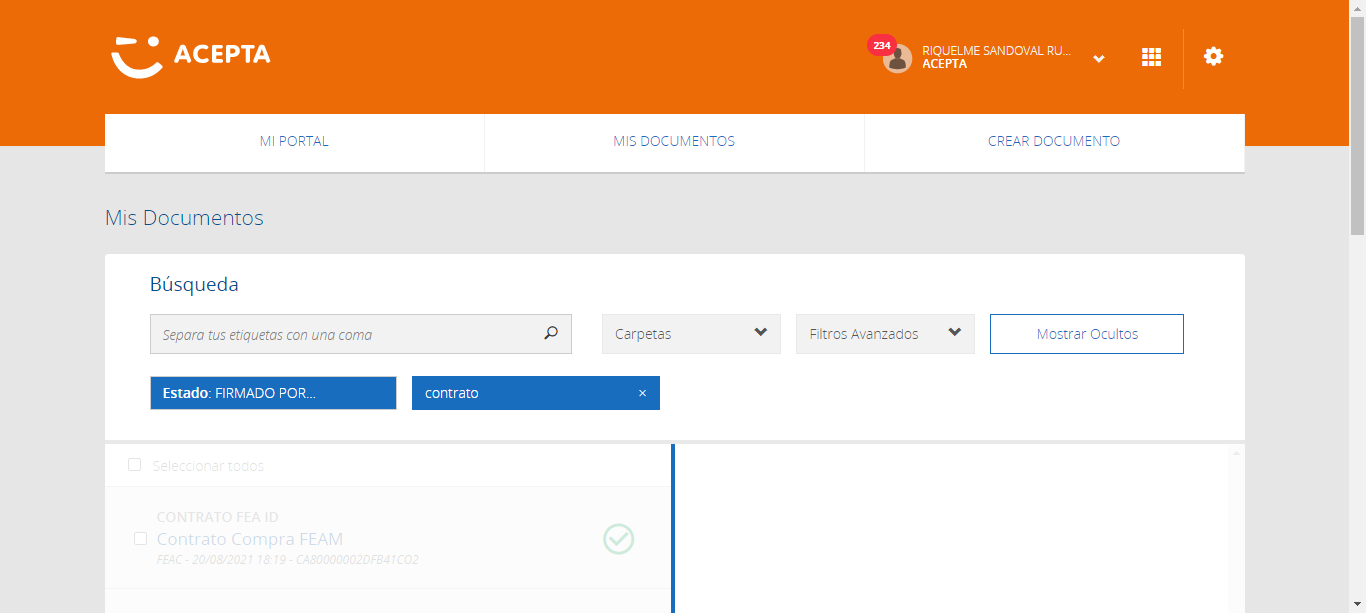 ACEPTA
234
RIQUELME SANDOVAL RU...
ACEPTA
MI PORTAL
MIS DOCUMENTOS
CREAR DOCUMENTO
Mis Documentos
Búsqueda
Separa tus etiquetas con una coma
Carpetas
Filtros Avanzados
Mostrar Ocultos
Estado: FIRMADO POR...
contrato ×
Seleccionar todos
CONTRATO FEA ID
Contrato Compra FEAM
FEAC - 20/08/2021 18:19 - CA80000002DFB41CO2